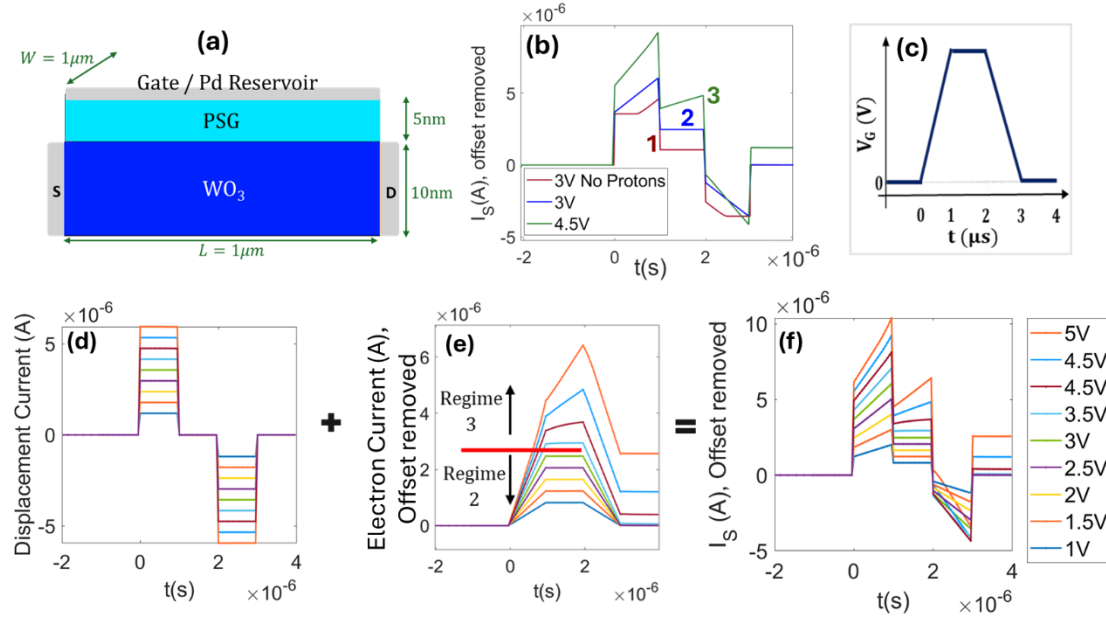 (a)
W = 1μm
Gate / Pd Reservoir
PSG
5nm
WO3
S
D
10nm
L = 1μm
(b)
×10⁻⁶
IS(A), offset removed
5
0
-5
1
2
3
3V No Protons
3V
4.5V
-2
0
2
t(s)
×10⁻⁶
(c)
VG (V)
0
0 1 2 3 4
t (μs)
(d)
×10⁻⁶
Displacement Current (A)
5
0
-5
-2 0 2 4
t(s)
×10⁻⁶
+
(e)
×10⁻⁶
Electron Current (A),
Offset removed
6
4
2
0
Regime
3
Regime
2
-2
0
2
t(s)
×10⁻⁶
=
(f)
×10⁻⁶
IS (A), Offset removed
10
5
0
-5
-2 0 2 4
t(s)
×10⁻⁶
5V
4.5V
4.5V
3.5V
3V
2.5V
2V
1.5V
1V